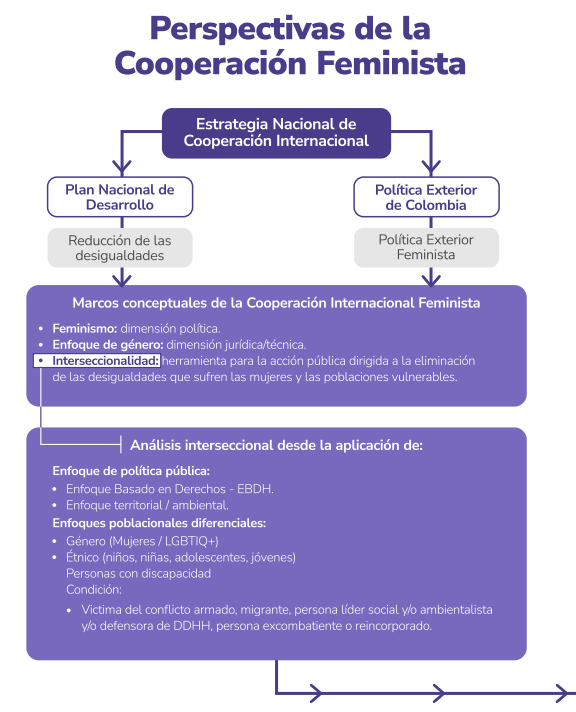 Perspectivas de la
Cooperación Feminista
Estrategia Nacional de
Cooperación Internacional
Plan Nacional de
Desarrollo
Política Exterior
de Colombia
Reducción de las
desigualdades
Política Exterior
Feminista
Marcos conceptuales de la Cooperación Internacional Feminista
• Feminismo: dimensión política.
• Enfoque de género: dimensión jurídica/técnica.
• Interseccionalidad: herramienta para la acción pública dirigida a la eliminación
de las desigualdades que sufren las mujeres y las poblaciones vulnerables.
Análisis interseccional desde la aplicación de:
Enfoque de política pública:
• Enfoque Basado en Derechos - EBDH.
• Enfoque territorial / ambiental.
Enfoques poblacionales diferenciales:
• Género (Mujeres / LGBTIQ+)
• Étnico (niños, niñas, adolescentes, jóvenes)
Personas con discapacidad
Condición:
• Victima del conflicto armado, migrante, persona líder social y/o ambientalista
y/o defensora de DDHH, persona excombatiente o reincorporado.